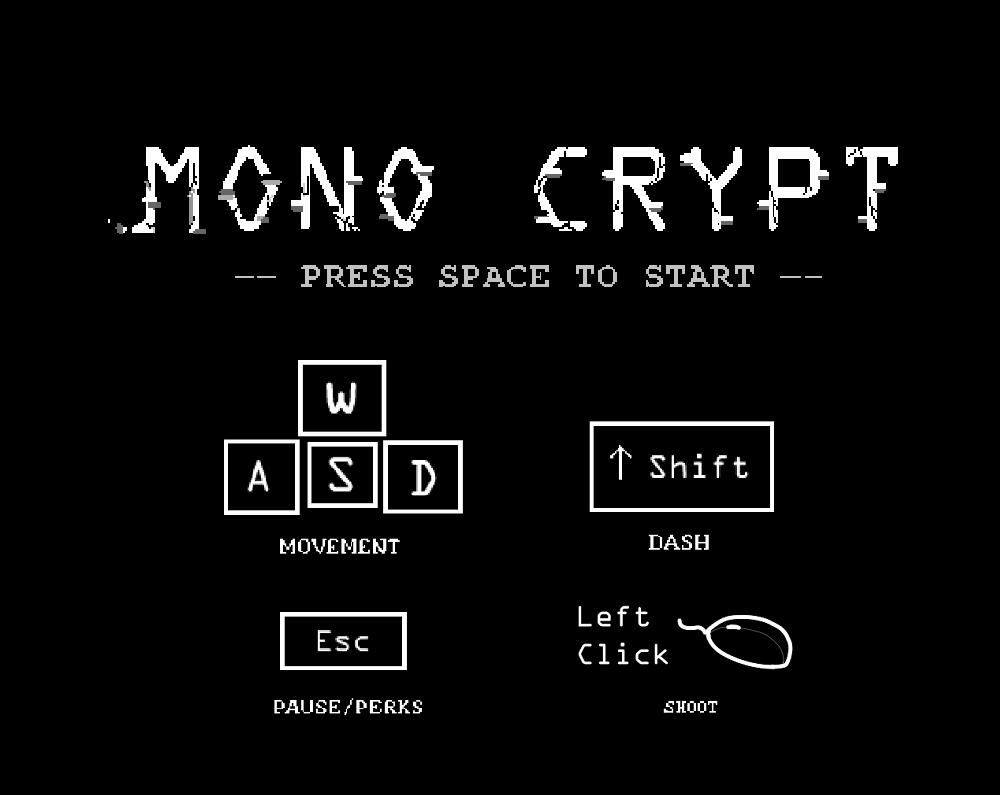 MONO CRYPT
-- PRESS SPACE TO START --
W
A S D
MOVEMENT
↑ Shift
DASH
Esc
PAUSE/PERKS
Left
Click
SHOOT